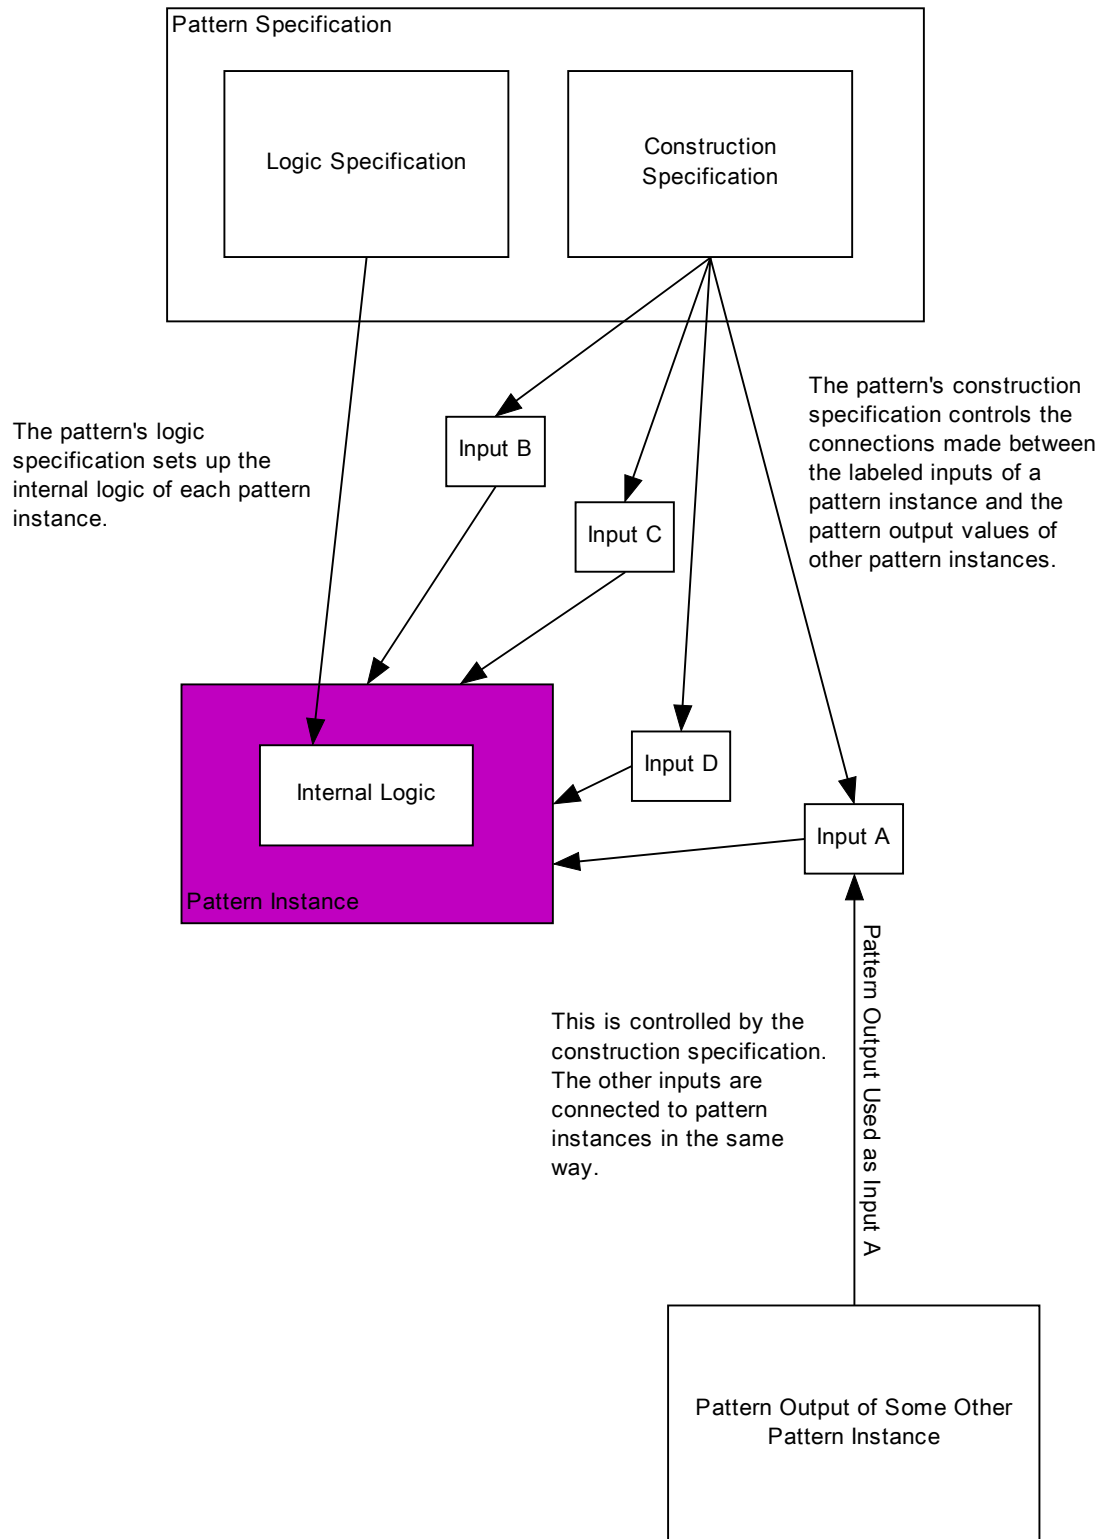 Pattern Specification
Logic Specification
Construction
Specification
The pattern's logic
specification sets up the
internal logic of each pattern
instance.
Input B
Input C
The pattern's construction
specification controls the
connections made between
the labeled inputs of a
pattern instance and the
pattern output values of
other pattern instances.
Input D
Internal Logic
Input A
Pattern Instance
Pattern Output Used as Input A
This is controlled by the
construction specification.
The other inputs are
connected to pattern
instances in the same
way.
Pattern Output of Some Other
Pattern Instance